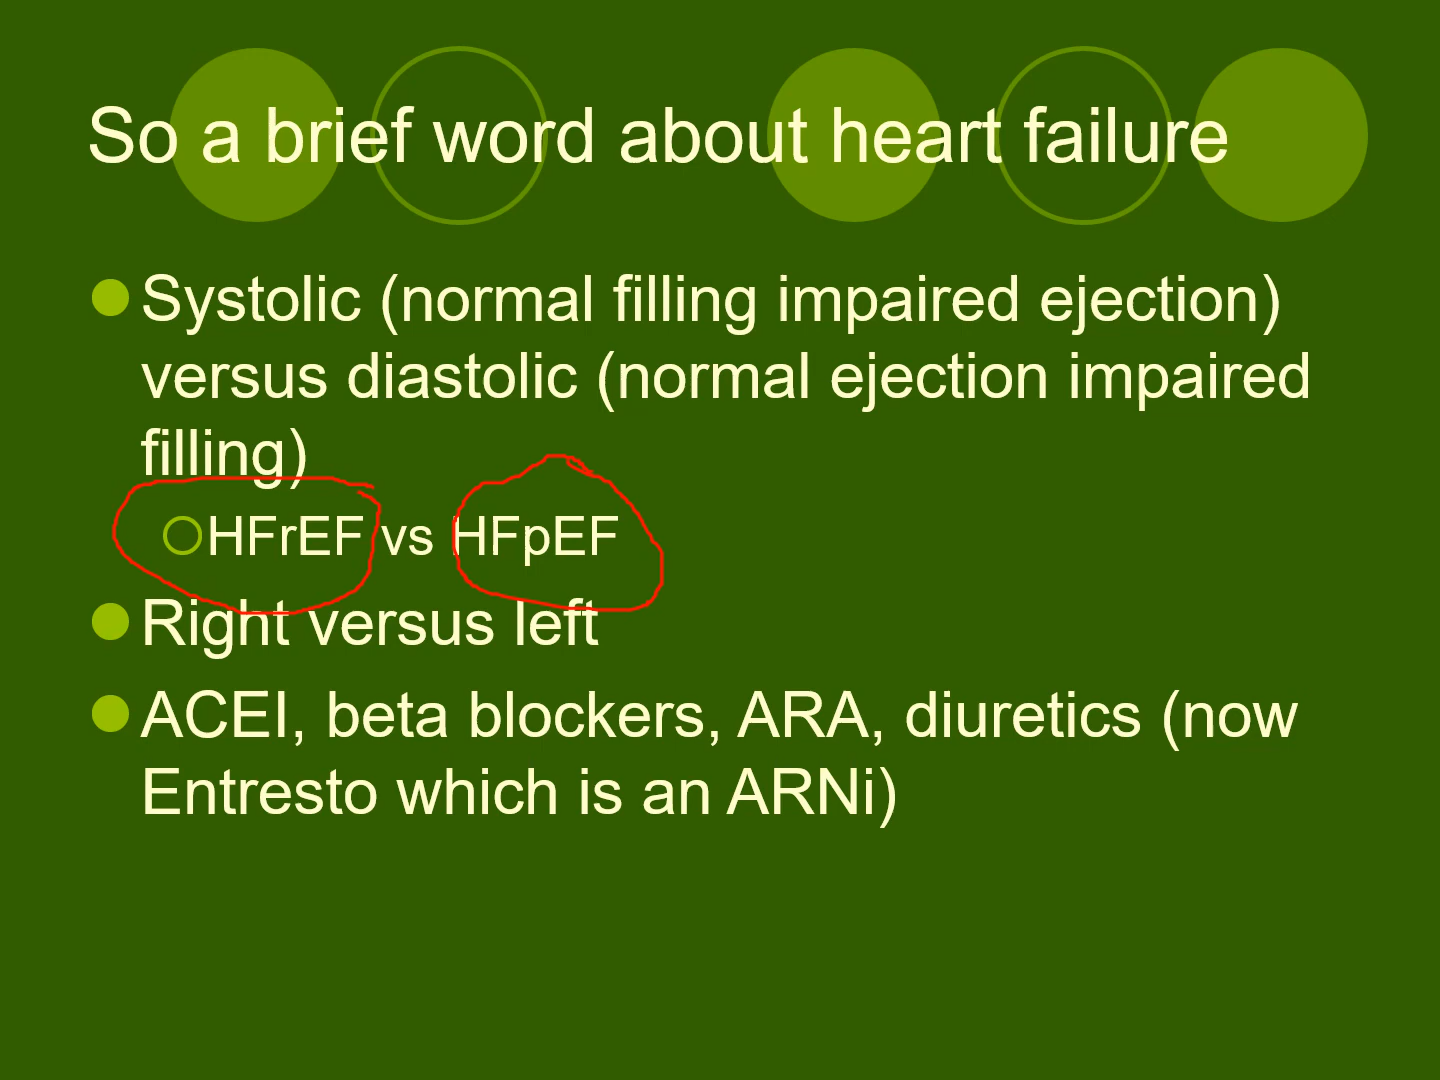 So a brief word about heart failure
Systolic (normal filling impaired ejection)
versus diastolic (normal ejection impaired
filling)
HFrEF vs HFpEF
Right versus left
ACEI, beta blockers, ARA, diuretics (now
Entresto which is an ARNi)